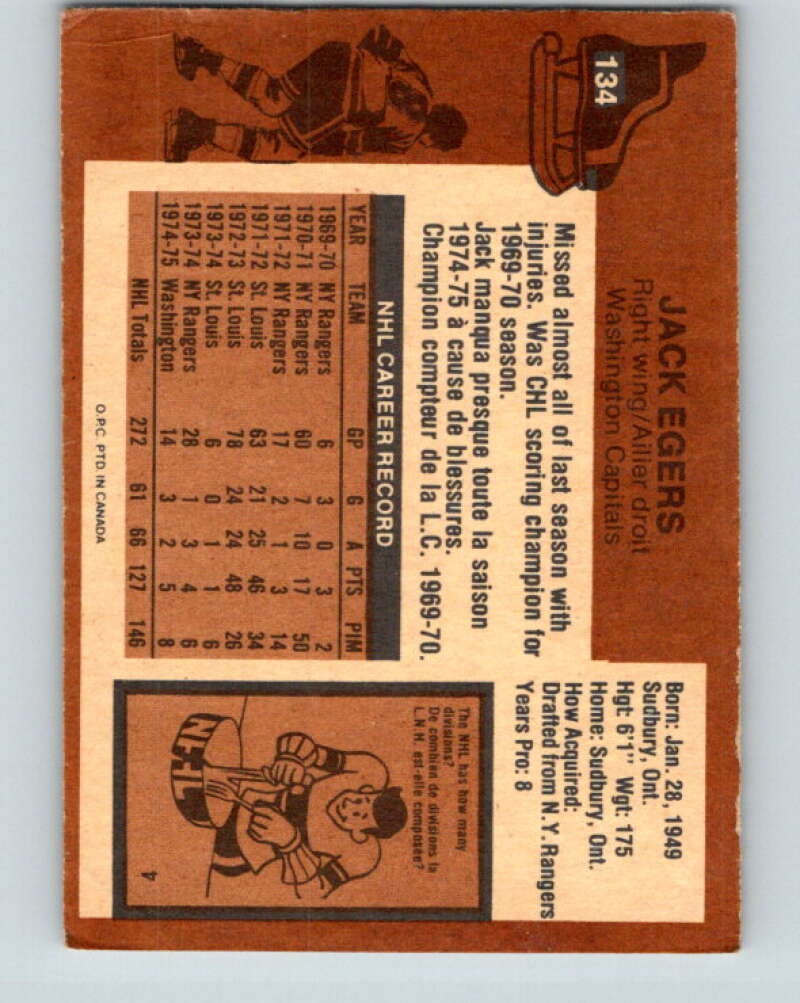 134
JACK EGERS
Right wing/Ailier droit
Washington Capitals
Born: Jan. 28, 1949
Sudbury, Ont.
Hgt: 6'1" Wgt: 175
Home: Sudbury, Ont.
How Acquired:
Drafted from N.Y. Rangers
Years Pro: 8
Missed almost all of last season with
injuries. Was CHL scoring champion for
1969-70 season.
Jack manqua presque toute la saison
1974-75 à cause de blessures.
Champion compteur de la L.C. 1969-70.
NHL CAREER RECORD
YEAR TEAM GP G A PTS PIM
1969-70 NY Rangers 6 3 0 3 2
1970-71 NY Rangers 60 7 10 17 50
1971-72 NY Rangers 17 2 1 3 14
1971-72 St. Louis 63 21 25 46 34
1972-73 St. Louis 78 24 24 48 26
1973-74 St. Louis 6 0 1 1 6
1973-74 NY Rangers 28 1 3 4 6
1974-75 Washington 14 3 2 5 8
NHL Totals 272 61 66 127 146
The NHL has how many
divisions?
De combien de divisions la
L.N.H. est-elle composée?
NHL
4
O.P.C. PTD. IN CANADA